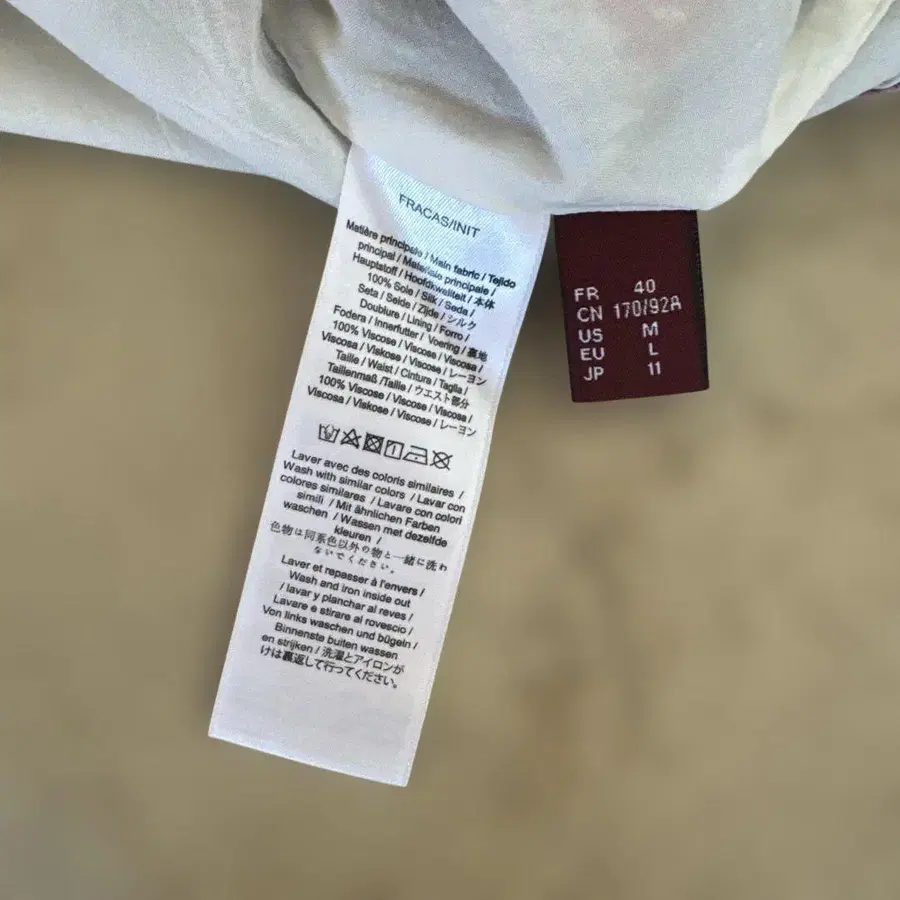 FRACAS/INIT
Matière principale / Main fabric / Tejido
principal / Materiale principale /
Hauptstoff / Hoofdkwaliteit / 本体
100% Soie / Silk / Seda /
Seta / Seide / Zijde / シルク
Doublure / Lining / Forro /
Fodera / Innerfutter / Voering / 裏地
100% Viscose / Viscose / Viscosa /
Viscosa / Viskose / Viscose / レーヨン
Taille / Waist / Cintura / Taglia /
Taillenmaß /Taille / ウエスト部分
100% Viscose / Viscose / Viscosa /
Viscosa / Viskose / Viscose / レーヨン
Laver avec des coloris similaires /
Wash with similar colors / Lavar con
colores similares / Lavare con colori
simili / Mit ähnlichen Farben
waschen / Wassen met dezelfde
kleuren /
色物は同系色以外の物と一緒に洗わ
ないでください。
Laver et repasser à l'envers /
Wash and iron inside out
/ lavar y planchar al reves /
Lavare e stirare al rovescio /
Von links waschen und bügeln /
Binnenste buiten wassen
en strijken / 洗濯とアイロンが
けは裏返して行ってください。
FR 40
CN 170/92A
US M
EU L
JP 11